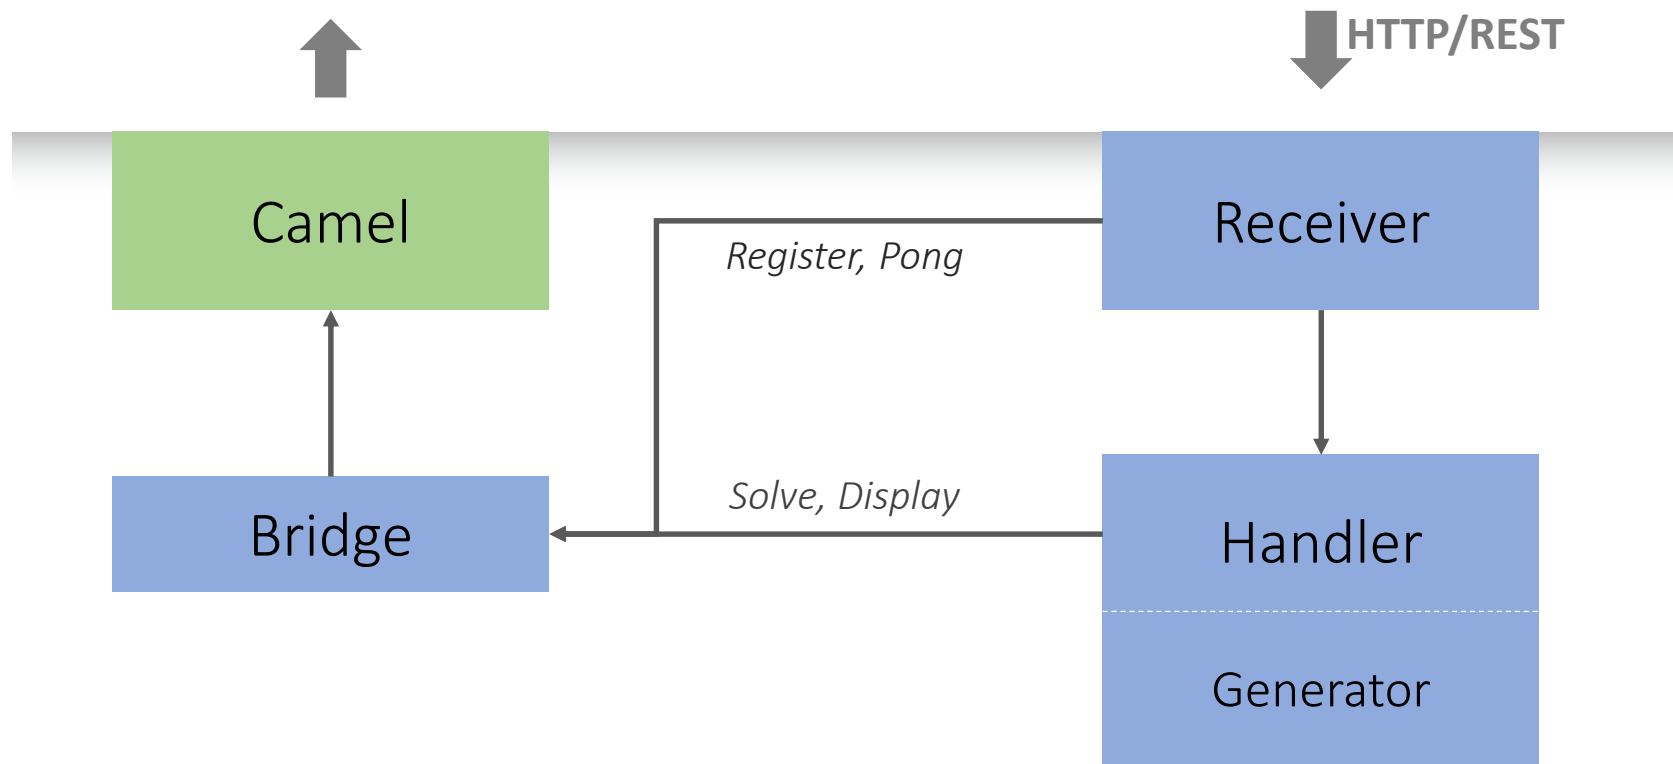 HTTP/REST
Camel
Receiver
Register, Pong
Solve, Display
Bridge
Handler
Generator